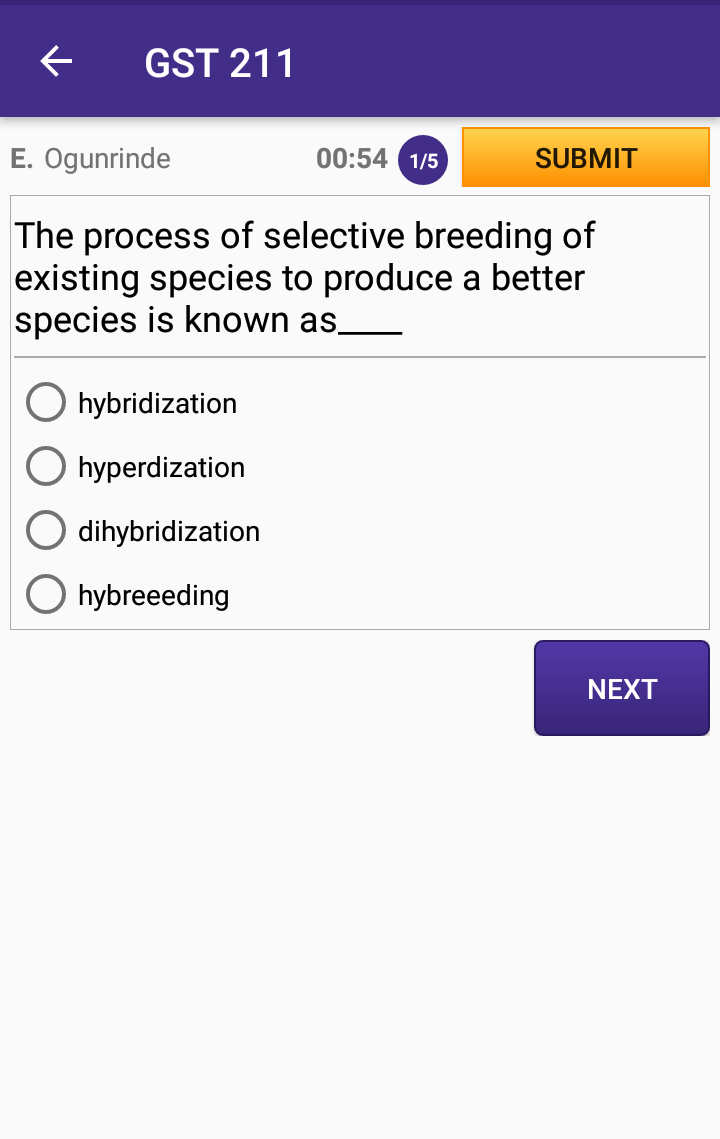 GST 211
E. Ogunrinde 00:54 1/5 SUBMIT
The process of selective breeding of
existing species to produce a better
species is known as____
hybridization
hyperdization
dihybridization
hybreeeding
NEXT